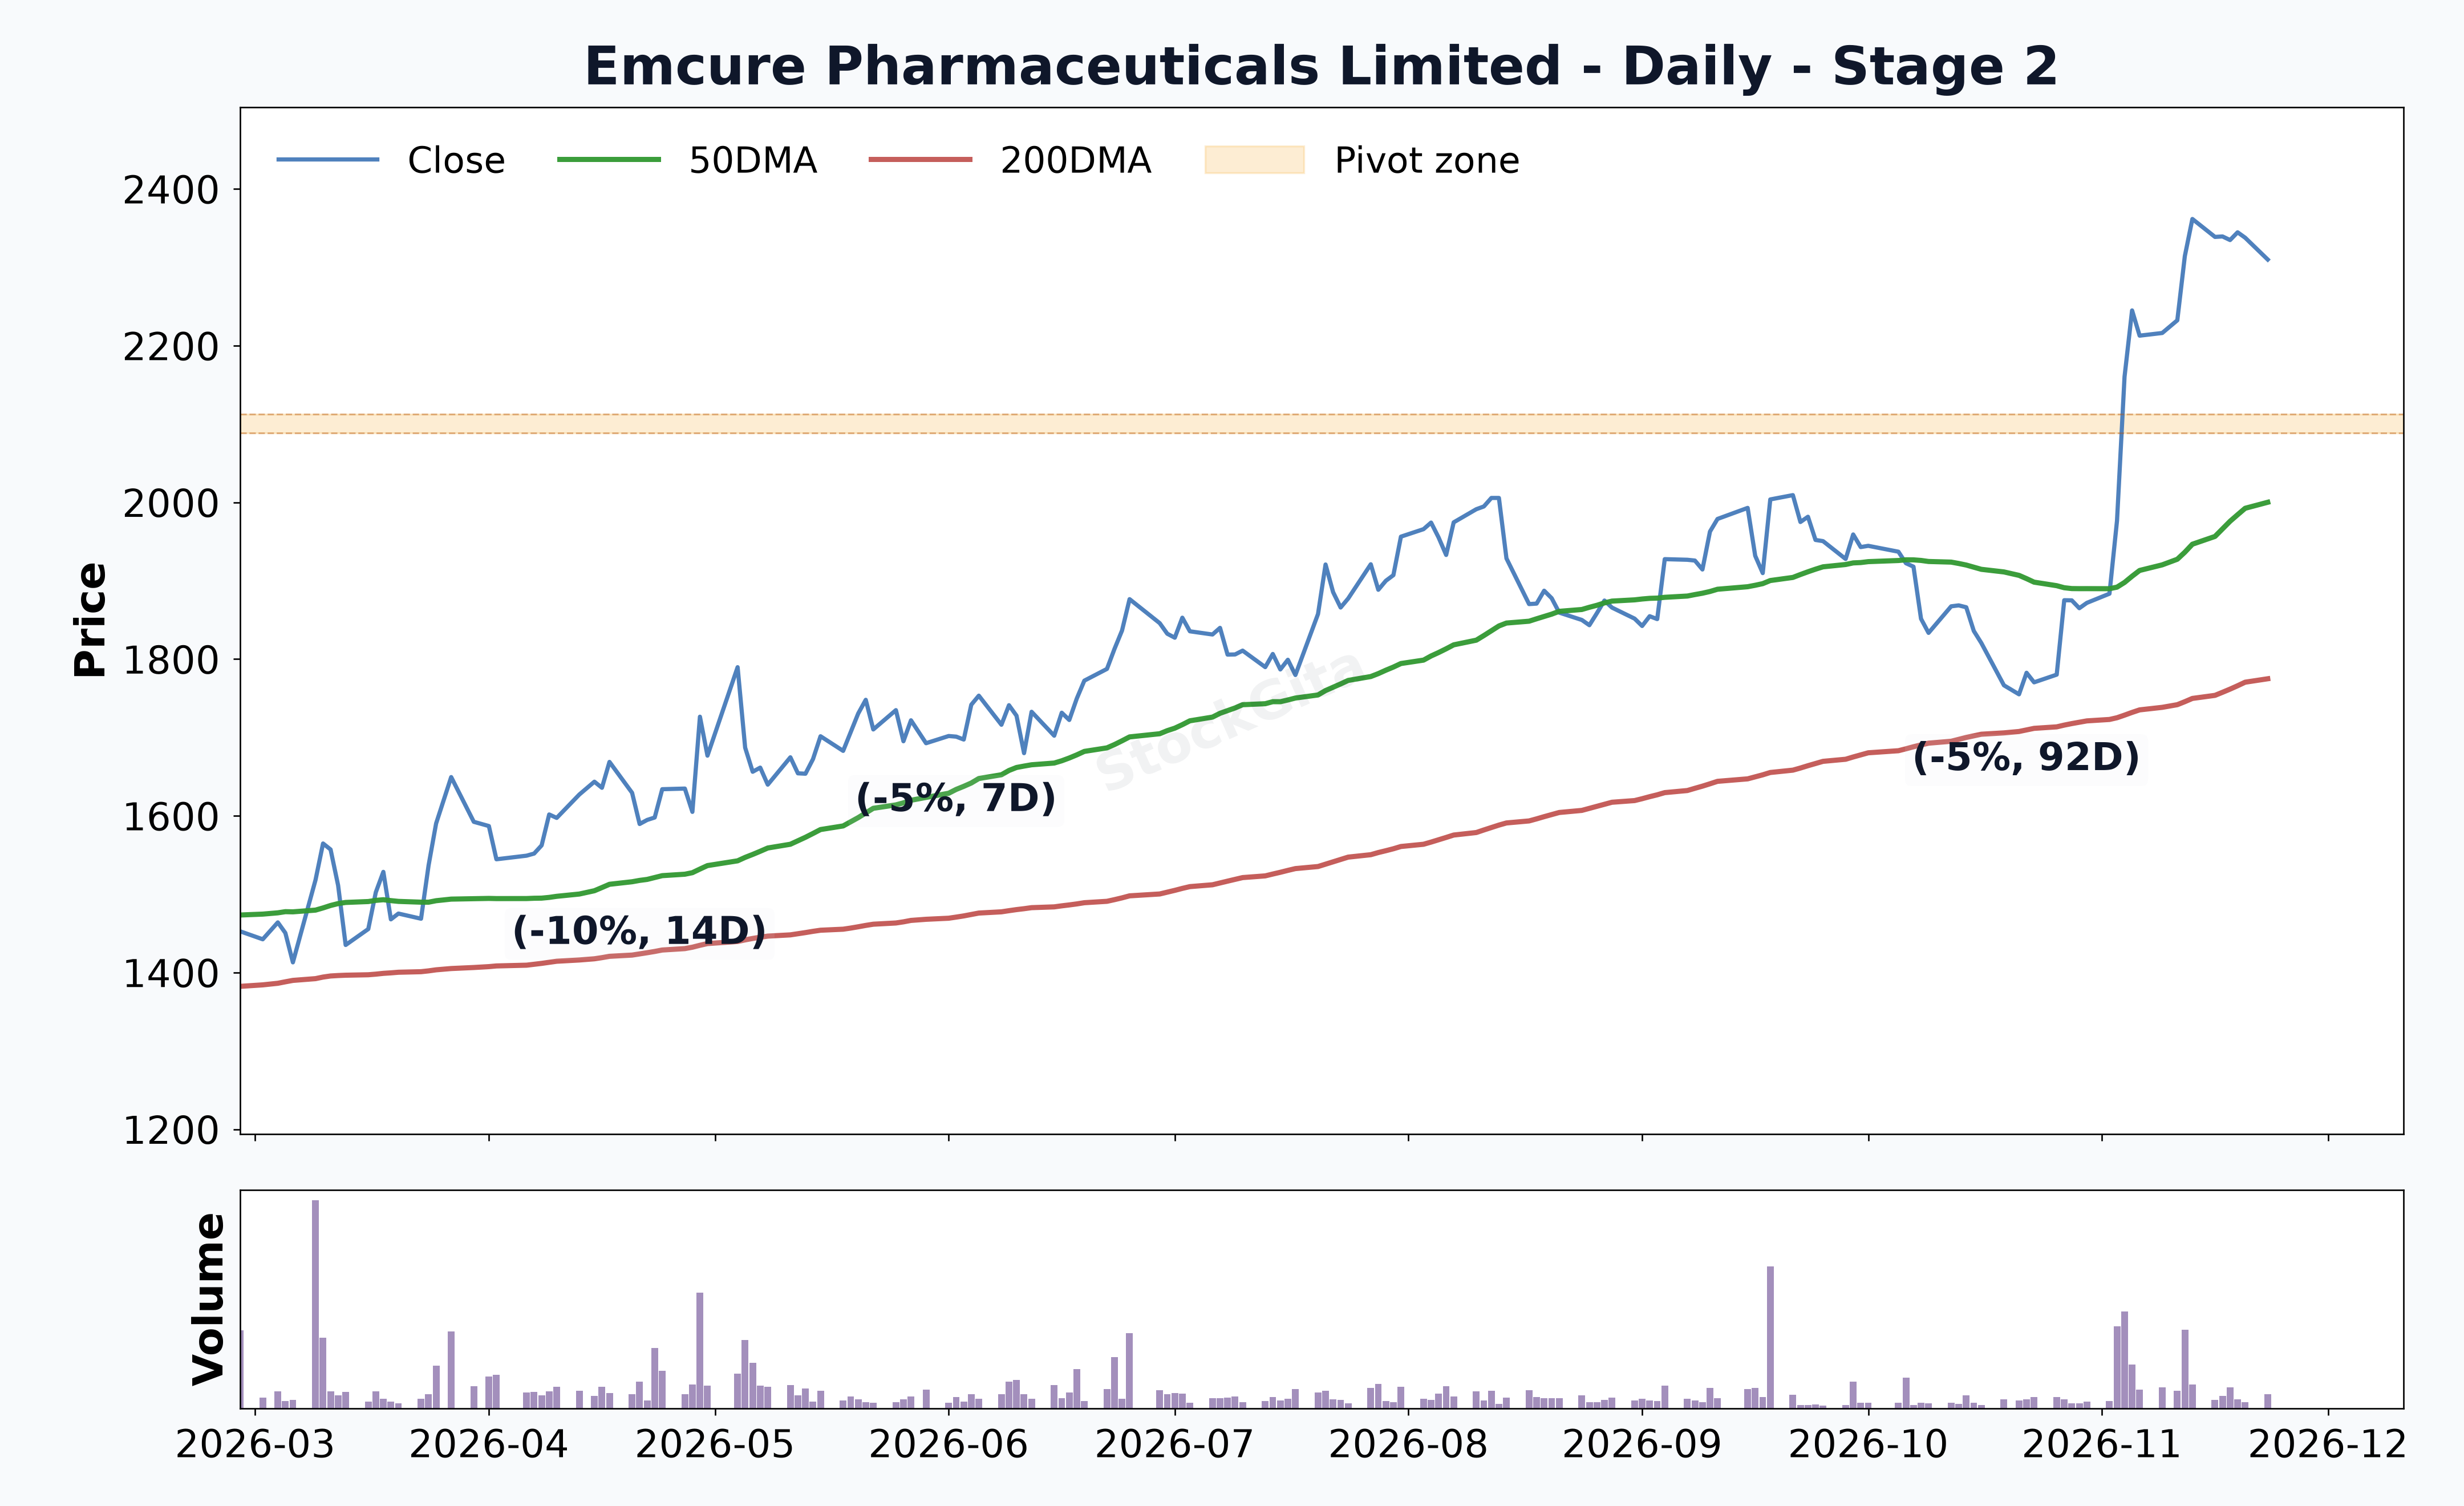 Emcure Pharmaceuticals Limited - Daily - Stage 2
Close 50DMA 200DMA Pivot zone
2400
2200
2000
1800
1600
1400
1200
Price
StockGita
(-5%, 92D)
(-5%, 7D)
(-10%, 14D)
Volume
2026-03 2026-04 2026-05 2026-06 2026-07 2026-08 2026-09 2026-10 2026-11 2026-12